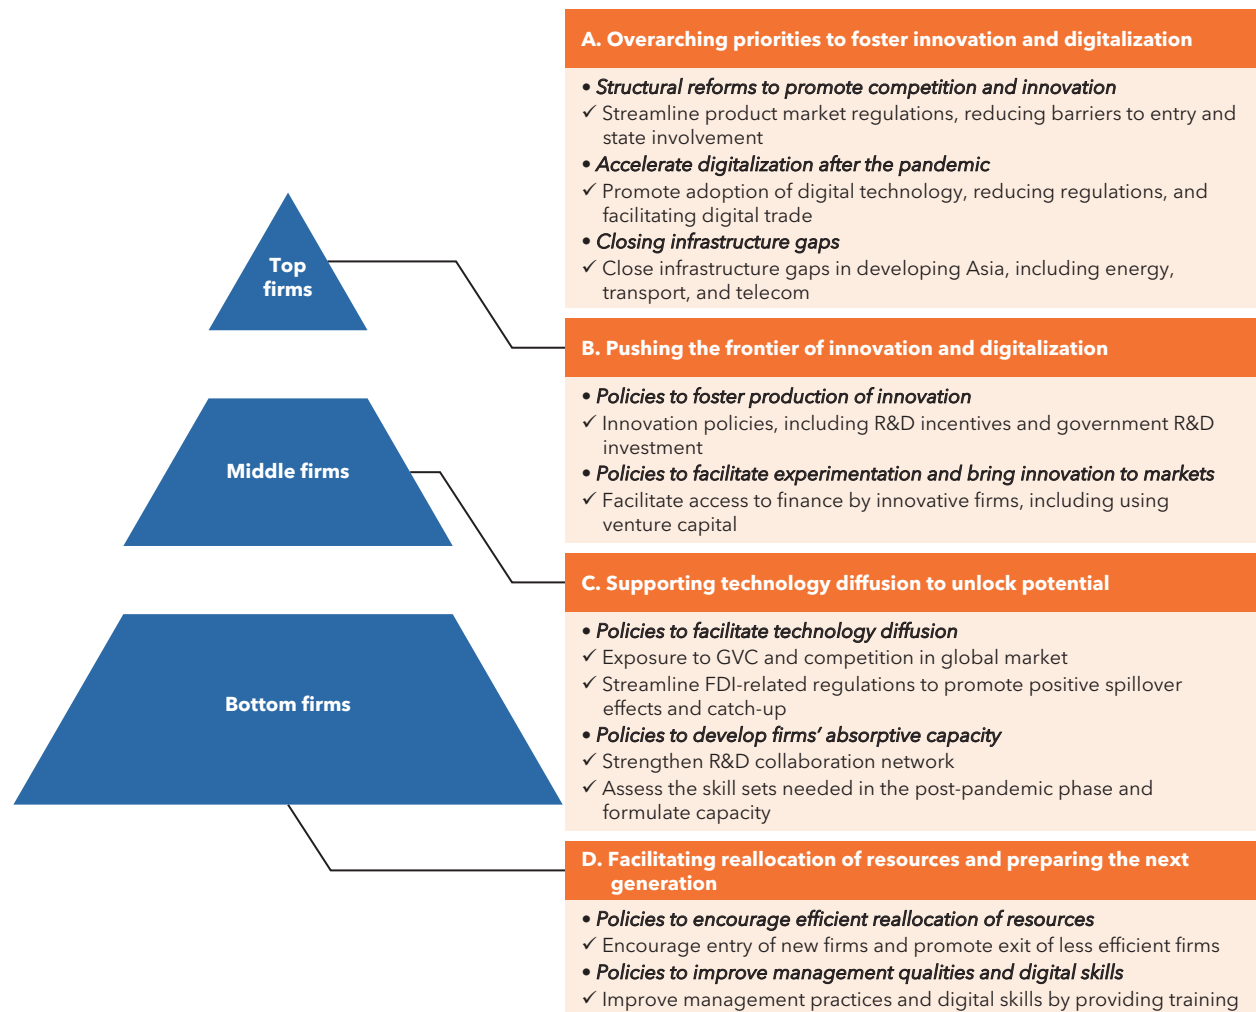 A. Overarching priorities to foster innovation and digitalization
• Structural reforms to promote competition and innovation
✓ Streamline product market regulations, reducing barriers to entry and
state involvement
• Accelerate digitalization after the pandemic
✓ Promote adoption of digital technology, reducing regulations, and
facilitating digital trade
• Closing infrastructure gaps
✓ Close infrastructure gaps in developing Asia, including energy,
transport, and telecom
Top
firms
B. Pushing the frontier of innovation and digitalization
• Policies to foster production of innovation
✓ Innovation policies, including R&D incentives and government R&D
investment
• Policies to facilitate experimentation and bring innovation to markets
✓ Facilitate access to finance by innovative firms, including using
venture capital
Middle firms
C. Supporting technology diffusion to unlock potential
• Policies to facilitate technology diffusion
✓ Exposure to GVC and competition in global market
✓ Streamline FDI-related regulations to promote positive spillover
effects and catch-up
• Policies to develop firms’ absorptive capacity
✓ Strengthen R&D collaboration network
✓ Assess the skill sets needed in the post-pandemic phase and
formulate capacity
Bottom firms
D. Facilitating reallocation of resources and preparing the next
generation
• Policies to encourage efficient reallocation of resources
✓ Encourage entry of new firms and promote exit of less efficient firms
• Policies to improve management qualities and digital skills
✓ Improve management practices and digital skills by providing training